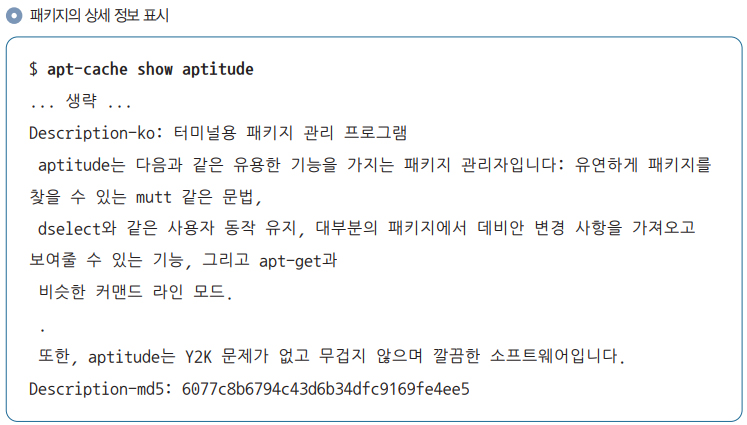 패키지의 상세 정보 표시
$ apt-cache show aptitude
... 생략 ...
Description-ko: 터미널용 패키지 관리 프로그램
aptitude는 다음과 같은 유용한 기능을 가지는 패키지 관리자입니다: 유연하게 패키지를
찾을 수 있는 mutt 같은 문법,
dselect와 같은 사용자 동작 유지, 대부분의 패키지에서 데비안 변경 사항을 가져오고
보여줄 수 있는 기능, 그리고 apt-get과
비슷한 커맨드 라인 모드.
.
또한, aptitude는 Y2K 문제가 없고 무겁지 않으며 깔끔한 소프트웨어입니다.
Description-md5: 6077c8b6794c43d6b34dfc9169fe4ee5